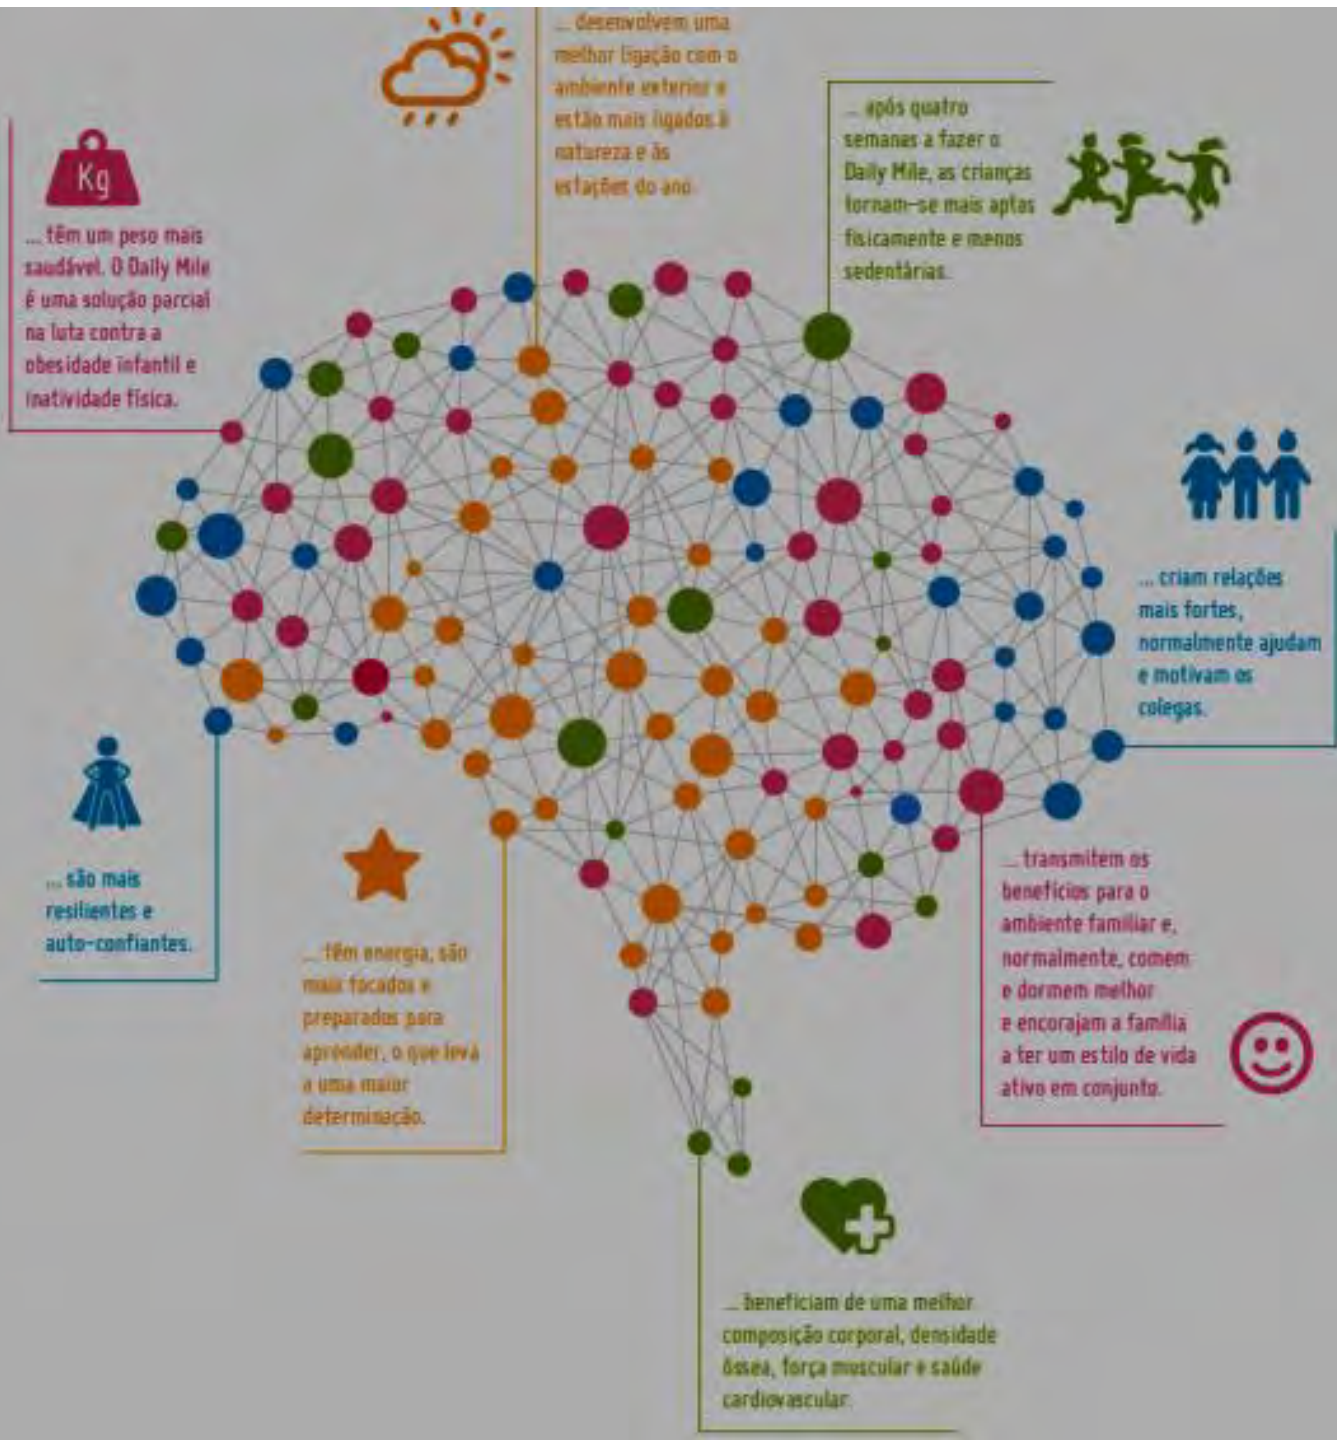 ... desenvolvem uma
melhor ligação com o
ambiente exterior e
estão mais ligados à
natureza e às
estações do ano.
... após quatro
semanas a fazer o
Daily Mile, as crianças
tornam-se mais aptas
fisicamente e menos
sedentárias.
Kg
... têm um peso mais
saudável. O Daily Mile
é uma solução parcial
na luta contra a
obesidade infantil e
inatividade física.
... criam relações
mais fortes,
normalmente ajudam
e motivam os
colegas.
... são mais
resilientes e
auto-confiantes.
... têm energia, são
mais focados e
preparados para
aprender, o que leva
a uma maior
determinação.
... transmitem os
benefícios para o
ambiente familiar e,
normalmente, comem
e dormem melhor
e encorajam a família
a ter um estilo de vida
ativo em conjunto.
... beneficiam de uma melhor
composição corporal, densidade
óssea, força muscular e saúde
cardiovascular.